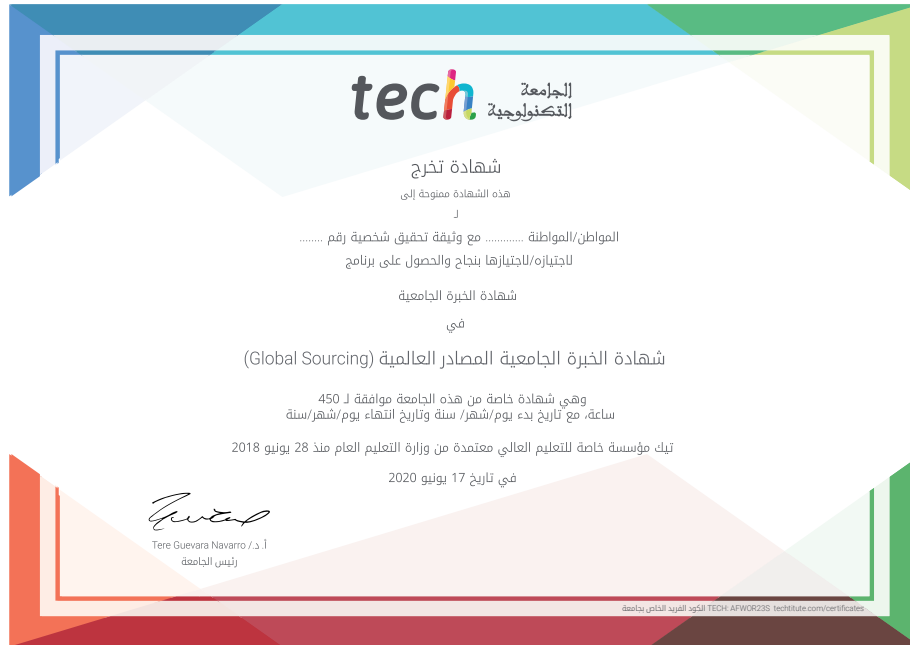 tech
الجامعة
التكنولوجية
شهادة تخرج
هذه الشهادة ممنوحة إلى
لـ
المواطن/المواطنة ............. مع وثيقة تحقيق شخصية رقم ........
لاجتيازه/لاجتيازها بنجاح والحصول على برنامج
شهادة الخبرة الجامعية
في
شهادة الخبرة الجامعية المصادر العالمية (Global Sourcing)
وهي شهادة خاصة من هذه الجامعة موافقة لـ 450
ساعة، مع تاريخ بدء يوم/شهر/ سنة وتاريخ انتهاء يوم/شهر/سنة
تيك مؤسسة خاصة للتعليم العالي معتمدة من وزارة التعليم العام منذ 28 يونيو 2018
في تاريخ 17 يونيو 2020
أ. د./ Tere Guevara Navarro
رئيس الجامعة
الكود الفريد الخاص بجامعة TECH: AFWOR23S techtitute.com/certificates